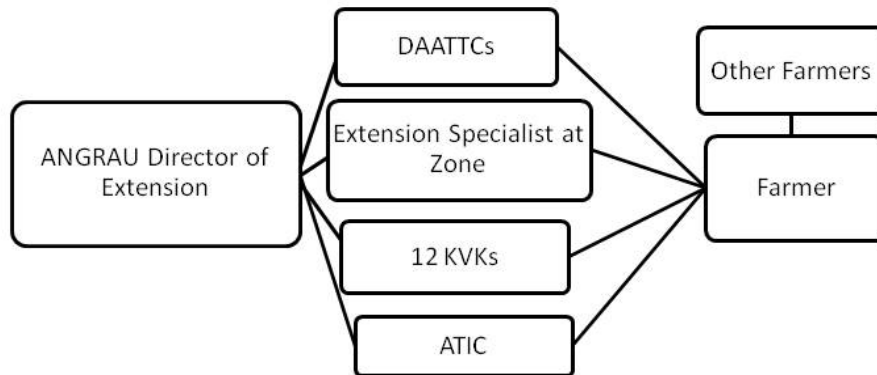 DAATTCs
Other Farmers
ANGRAU Director of
Extension
Extension Specialist at
Zone
Farmer
12 KVKs
ATIC